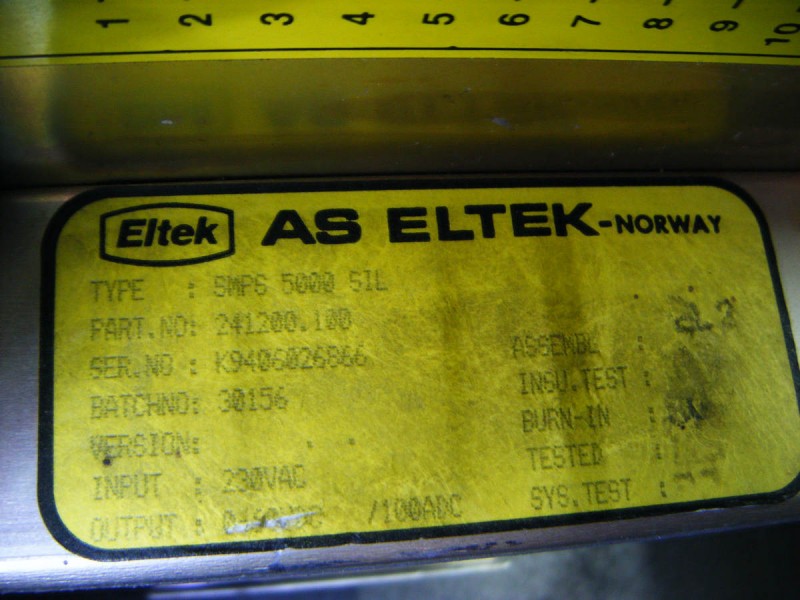 1 2 3 4 5 6 7 8 9 10
Eltek AS ELTEK-NORWAY
TYPE : SMPS 5000 SIL
PART.NO: 241200.100
SER.NO : K9406026866
BATCHNO: 30156
VERSION:
INPUT : 230VAC
OUTPUT : /100ADC
ASSEMBL :
INSU.TEST :
BURN-IN :
TESTED :
SYS.TEST :